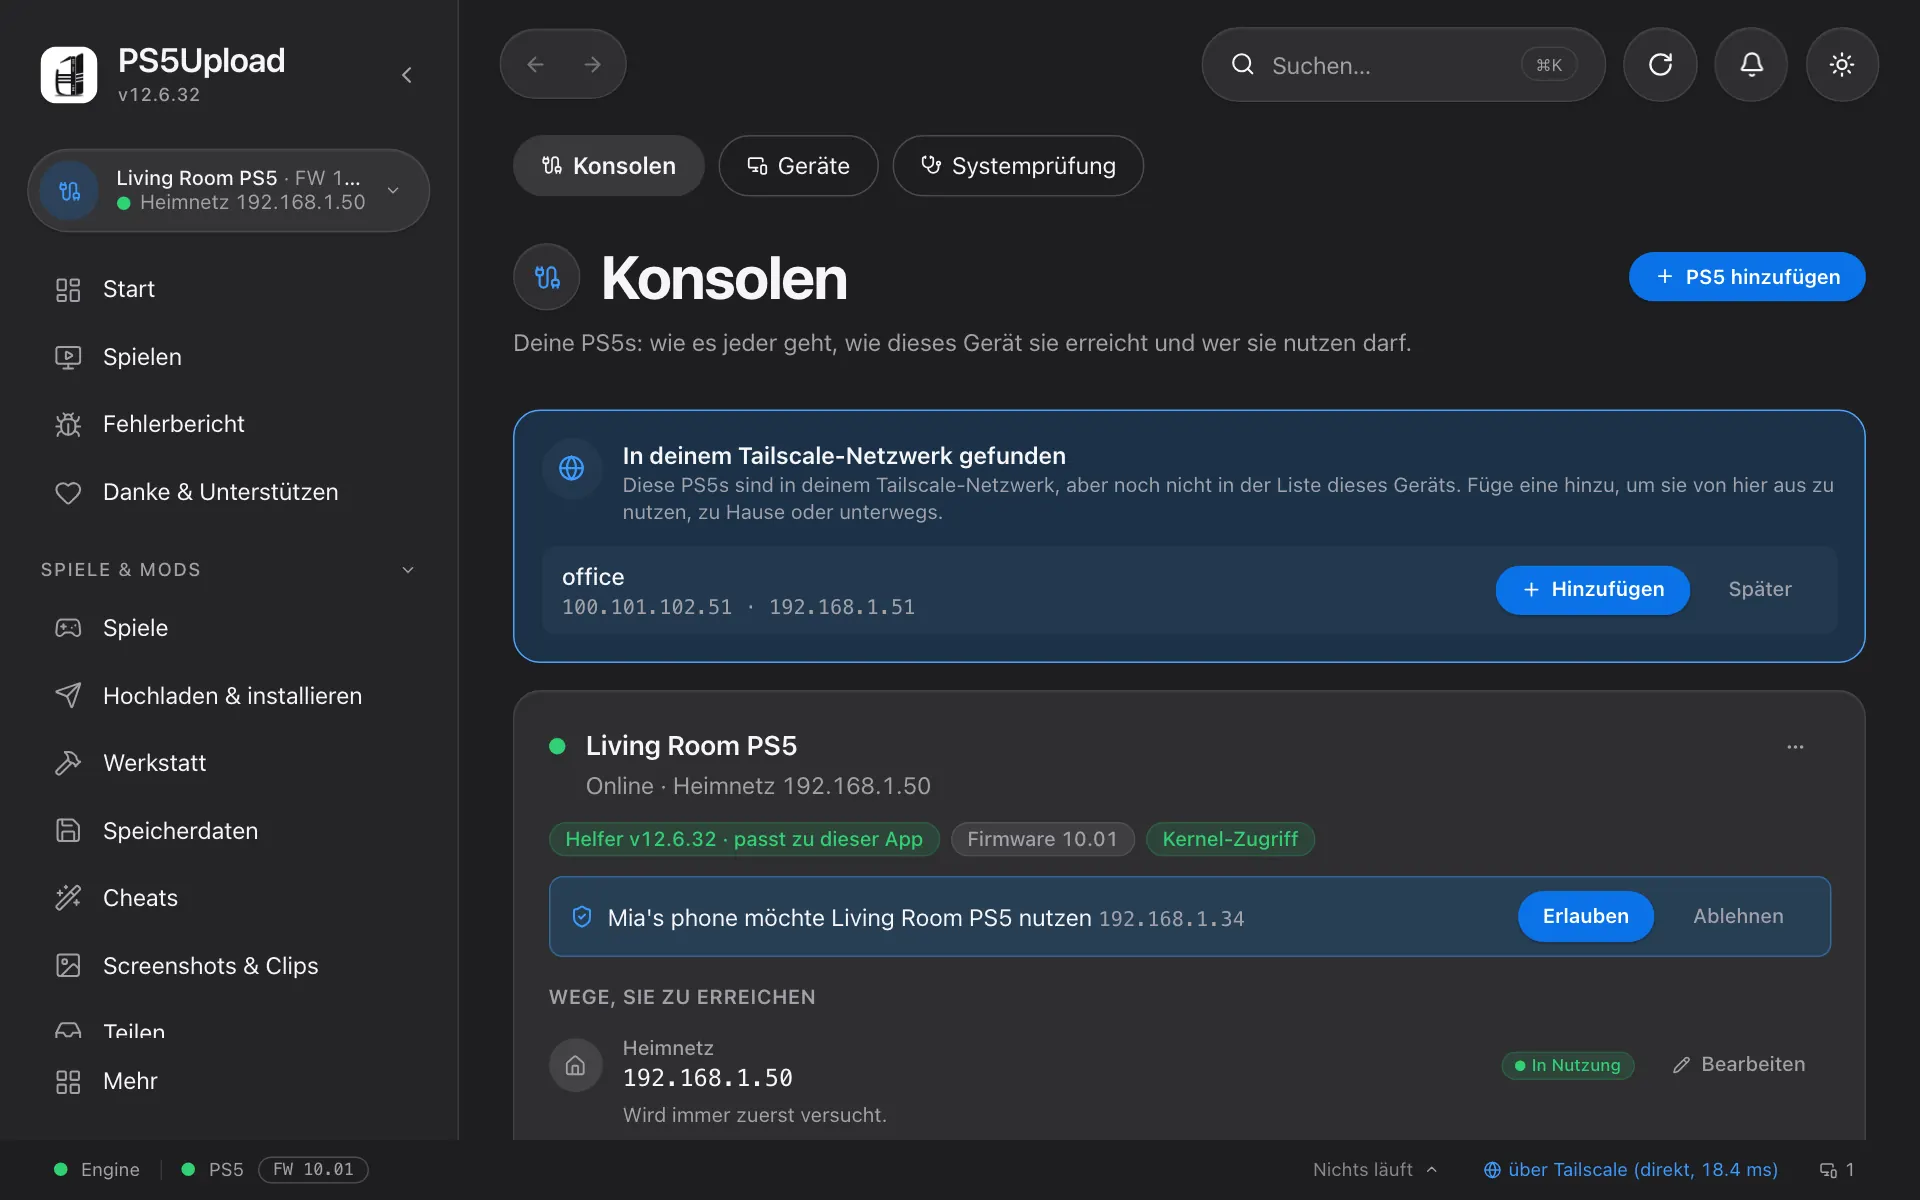 PS5Upload
v12.6.32
Living Room PS5 · FW 1...
Heimnetz 192.168.1.50
Start
Spielen
Fehlerbericht
Danke & Unterstützen
SPIELE & MODS
Spiele
Hochladen & installieren
Werkstatt
Speicherdaten
Cheats
Screenshots & Clips
Teilen
Mehr
Suchen...
⌘K
Konsolen
Geräte
Systemprüfung
Konsolen
PS5 hinzufügen
Deine PS5s: wie es jeder geht, wie dieses Gerät sie erreicht und wer sie nutzen darf.
In deinem Tailscale-Netzwerk gefunden
Diese PS5s sind in deinem Tailscale-Netzwerk, aber noch nicht in der Liste dieses Geräts. Füge eine hinzu, um sie von hier aus zu
nutzen, zu Hause oder unterwegs.
office
100.101.102.51 · 192.168.1.51
Hinzufügen
Später
Living Room PS5
Online · Heimnetz 192.168.1.50
Helfer v12.6.32 · passt zu dieser App
Firmware 10.01
Kernel-Zugriff
Mia's phone möchte Living Room PS5 nutzen 192.168.1.34
Erlauben
Ablehnen
WEGE, SIE ZU ERREICHEN
Heimnetz
192.168.1.50
Wird immer zuerst versucht.
In Nutzung
Bearbeiten
Engine
PS5
FW 10.01
Nichts läuft
über Tailscale (direkt, 18.4 ms)
1